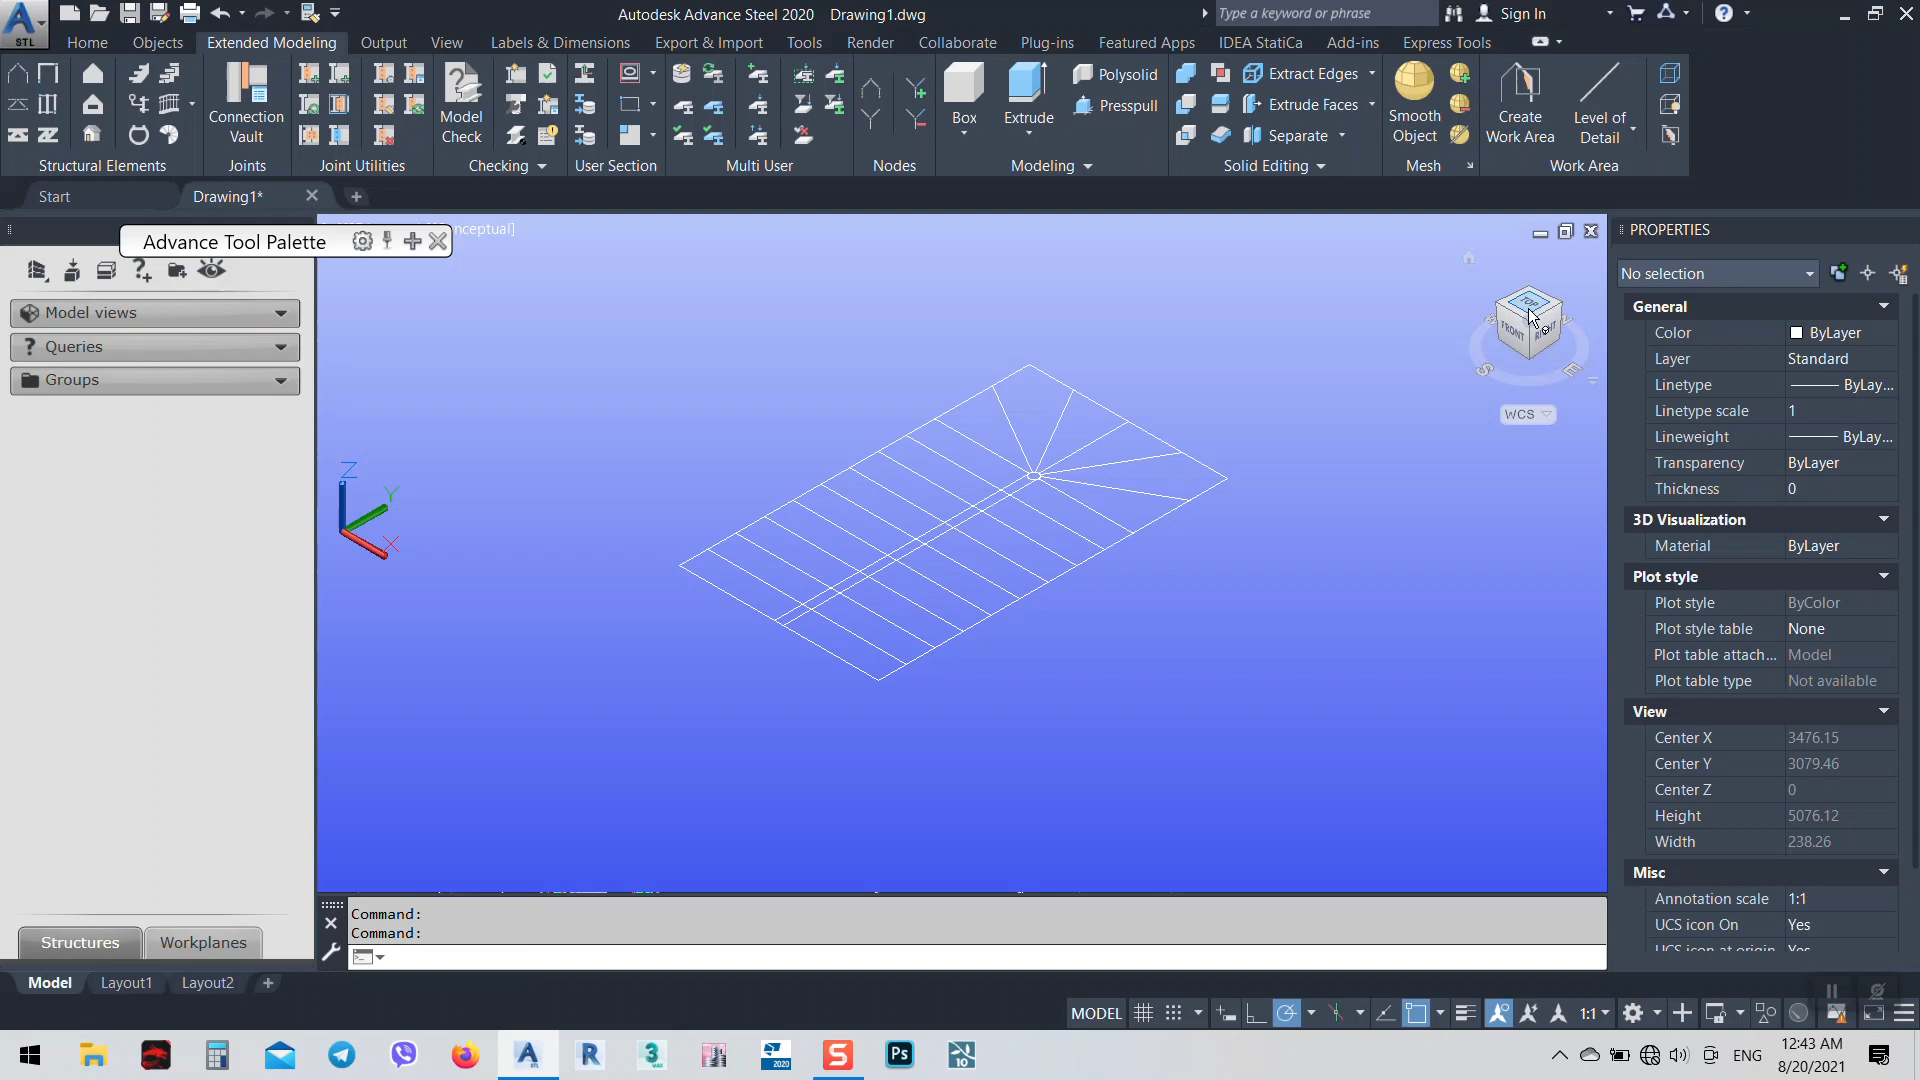 STL
Autodesk Advance Steel 2020 Drawing1.dwg
Type a keyword or phrase
Sign In
Home Objects Extended Modeling Output View Labels & Dimensions Export & Import Tools Render Collaborate Plug-ins Featured Apps IDEA StatiCa Add-ins Express Tools
Structural Elements
Connection Vault
Joints
Joint Utilities
Model Check
Checking
User Section
Multi User
Nodes
Box
Extrude
Polysolid
Presspull
Modeling
Extract Edges
Extrude Faces
Separate
Solid Editing
Smooth Object
Mesh
Create Work Area
Level of Detail
Work Area
Start
Drawing1*
Advance Tool Palette
nceptual]
Model views
Queries
Groups
Structures
Workplanes
Z
Y
X
TOP
FRONT
RIGHT
S
E
WCS
PROPERTIES
No selection
General
Color ByLayer
Layer Standard
Linetype ByLay...
Linetype scale 1
Lineweight ByLay...
Transparency ByLayer
Thickness 0
3D Visualization
Material ByLayer
Plot style
Plot style ByColor
Plot style table None
Plot table attach... Model
Plot table type Not available
View
Center X 3476.15
Center Y 3079.46
Center Z 0
Height 5076.12
Width 238.26
Misc
Annotation scale 1:1
UCS icon On Yes
UCS icon at origin Yes
Command:
Command:
Model Layout1 Layout2
MODEL
1:1
ENG
12:43 AM
8/20/2021